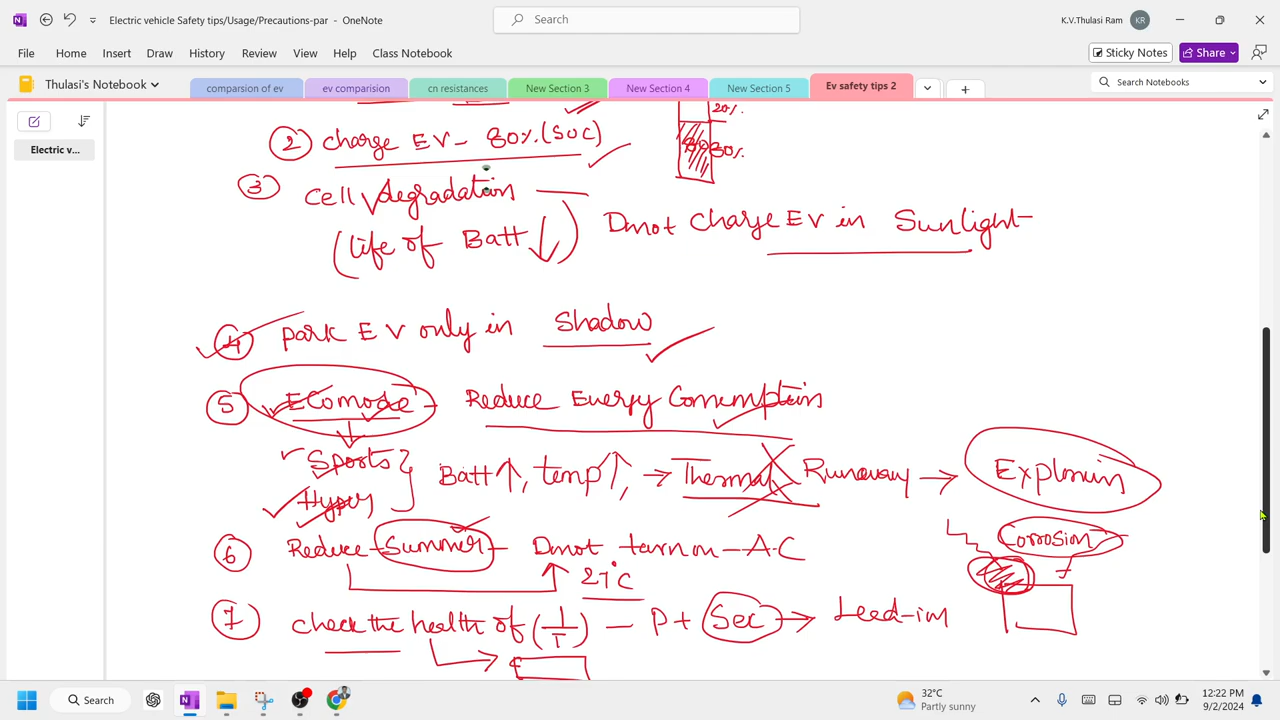 Electric vehicle Safety tips/Usage/Precautions-par - OneNote
Search
K.V.Thulasi Ram
KR
File Home Insert Draw History Review View Help Class Notebook
Sticky Notes
Share
Thulasi's Notebook
comparsion of ev
ev comparision
cn resistances
New Section 3
New Section 4
New Section 5
Ev safety tips 2
Search Notebooks
Electric v...
20%.
② charge EV - 80%.(SOC)
80%.
③ Cell degradation
(life of Batt ↓) Dnot Charge EV in Sunlight
④ park EV only in Shadow
⑤ ECOmode - Reduce Energy Consumption
Sports
Hyper
Batt↑, temp↑, → Thermal Runaway → Explosion
⑥ Reduce - Summer - Dnot turn on - A.C
27°C
Corrosion
⑦ check the health of (1/T) - P+ Sec → Lead-
Search
32°C
Partly sunny
12:22 PM
9/2/2024